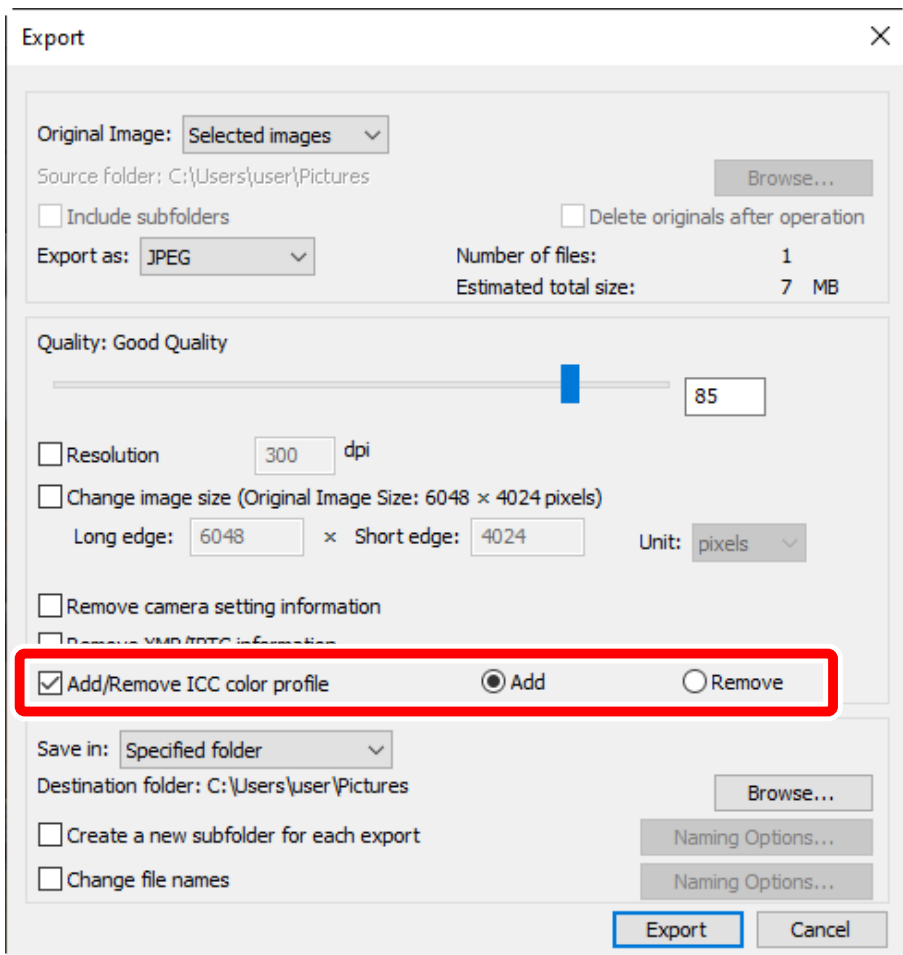 Export
Original Image: Selected images
Source folder: C:\Users\user\Pictures Browse...
Include subfolders Delete originals after operation
Export as: JPEG Number of files: 1
Estimated total size: 7 MB
Quality: Good Quality
85
Resolution 300 dpi
Change image size (Original Image Size: 6048 × 4024 pixels)
Long edge: 6048 × Short edge: 4024 Unit: pixels
Remove camera setting information
Remove XMP/IPTC information
Add/Remove ICC color profile Add Remove
Save in: Specified folder
Destination folder: C:\Users\user\Pictures Browse...
Create a new subfolder for each export Naming Options...
Change file names Naming Options...
Export Cancel